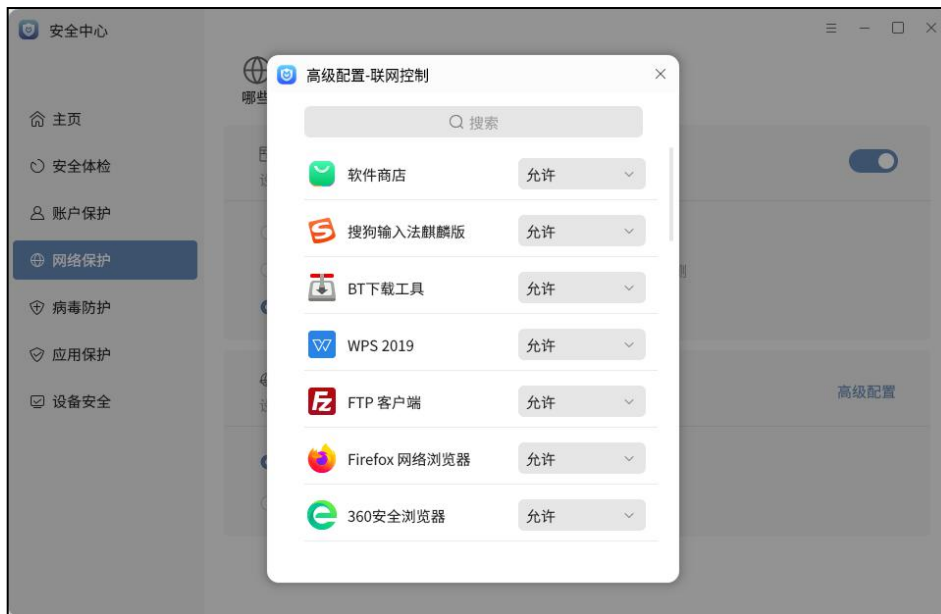 安全中心
高级配置-联网控制
哪些
搜索
主页
软件商店 允许
安全体检
账户保护
搜狗输入法麒麟版 允许
网络保护
BT下载工具 允许
病毒防护
WPS 2019 允许
应用保护
高级配置
设备安全
FTP 客户端 允许
Firefox 网络浏览器 允许
360安全浏览器 允许